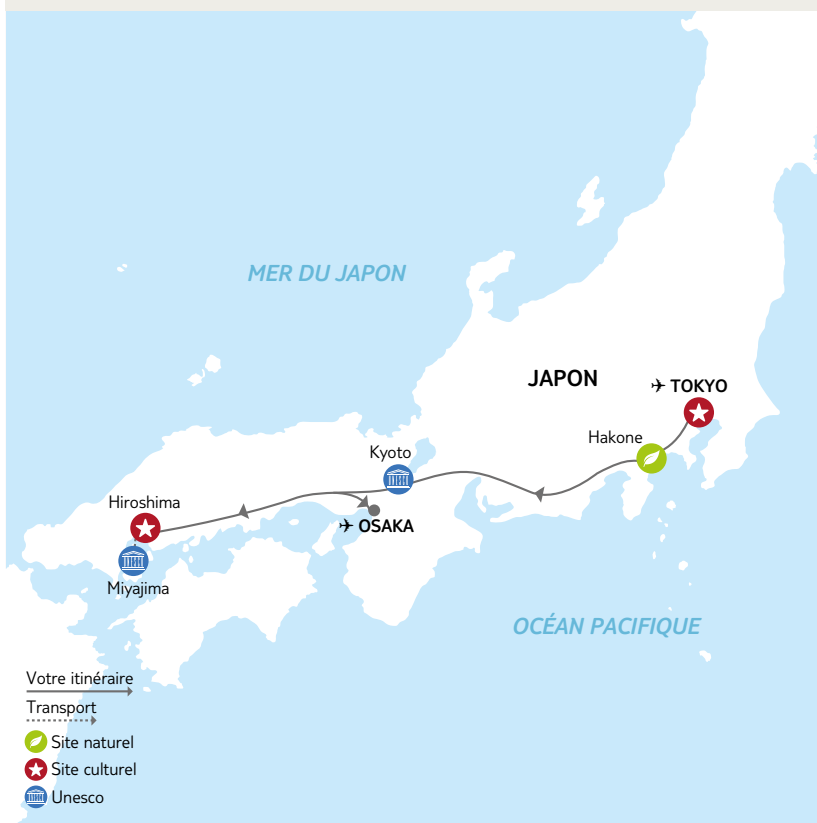 MER DU JAPON
JAPON
TOKYO
Hakone
Kyoto
Hiroshima
OSAKA
Miyajima
OCÉAN PACIFIQUE
Votre itinéraire
Transport
Site naturel
Site culturel
Unesco